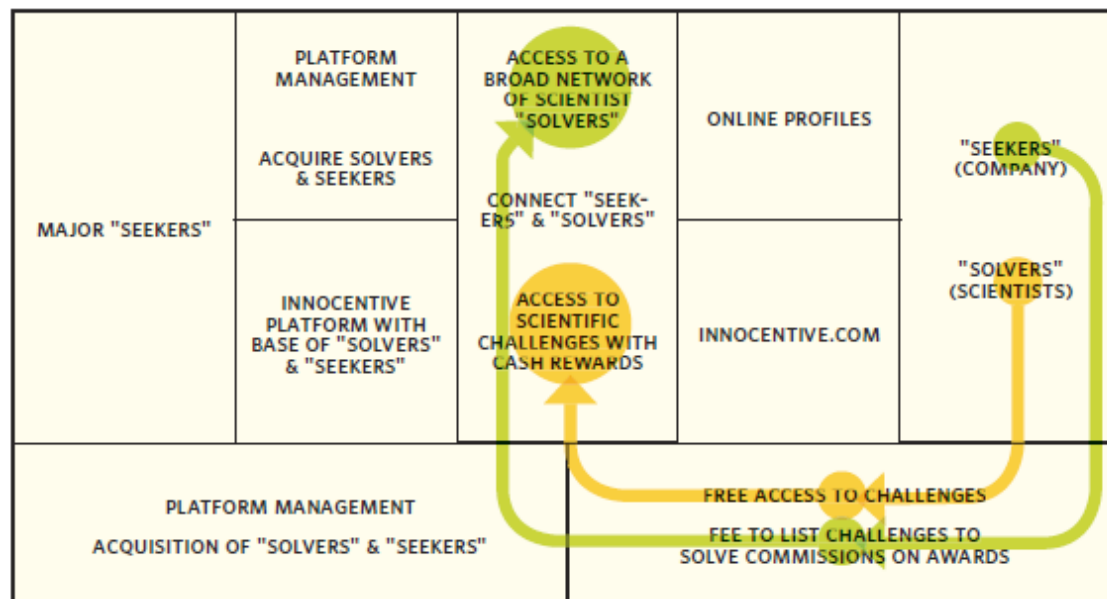 MAJOR "SEEKERS"
PLATFORM
MANAGEMENT
ACQUIRE SOLVERS
& SEEKERS
INNOCENTIVE
PLATFORM WITH
BASE OF "SOLVERS"
& "SEEKERS"
ACCESS TO A
BROAD NETWORK
OF SCIENTIST
"SOLVERS"
CONNECT "SEEK-
ERS" & "SOLVERS"
ACCESS TO
SCIENTIFIC
CHALLENGES WITH
CASH REWARDS
ONLINE PROFILES
INNOCENTIVE.COM
"SEEKERS"
(COMPANY)
"SOLVERS"
(SCIENTISTS)
PLATFORM MANAGEMENT
ACQUISITION OF "SOLVERS" & "SEEKERS"
FREE ACCESS TO CHALLENGES
FEE TO LIST CHALLENGES TO
SOLVE COMMISSIONS ON AWARDS